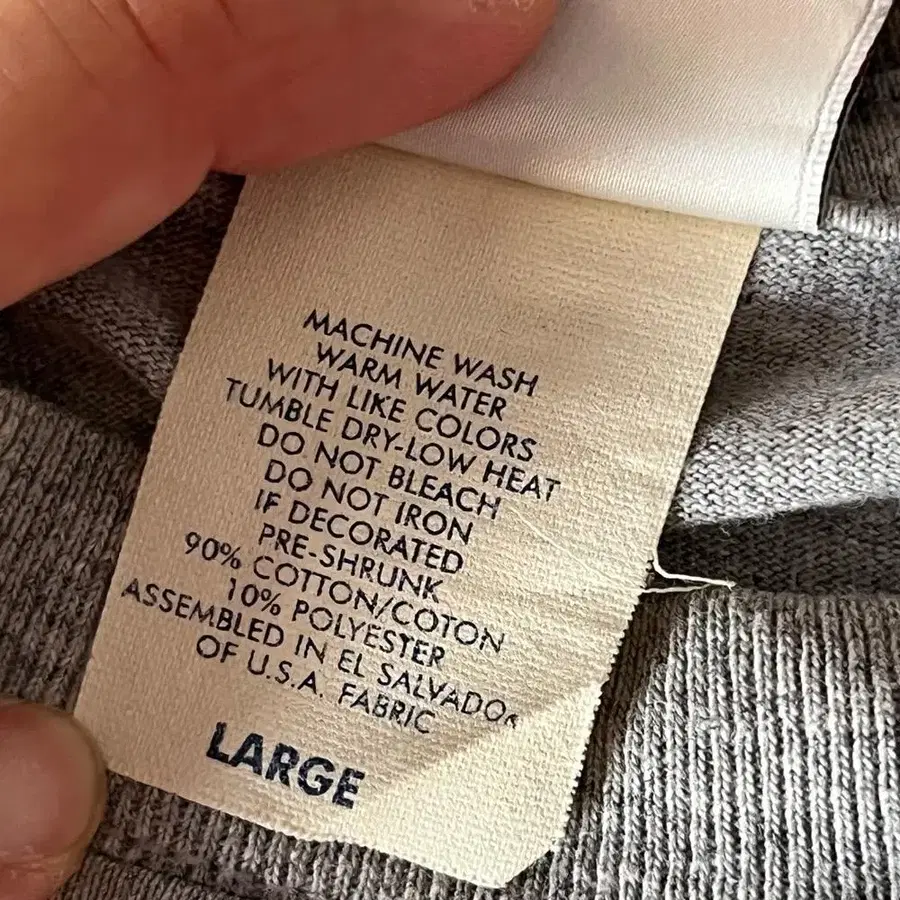 MACHINE WASH
WARM WATER
WITH LIKE COLORS
TUMBLE DRY-LOW HEAT
DO NOT BLEACH
DO NOT IRON
IF DECORATED
PRE-SHRUNK
90% COTTON/COTON
10% POLYESTER
ASSEMBLED IN EL SALVADOR
OF U.S.A. FABRIC
LARGE